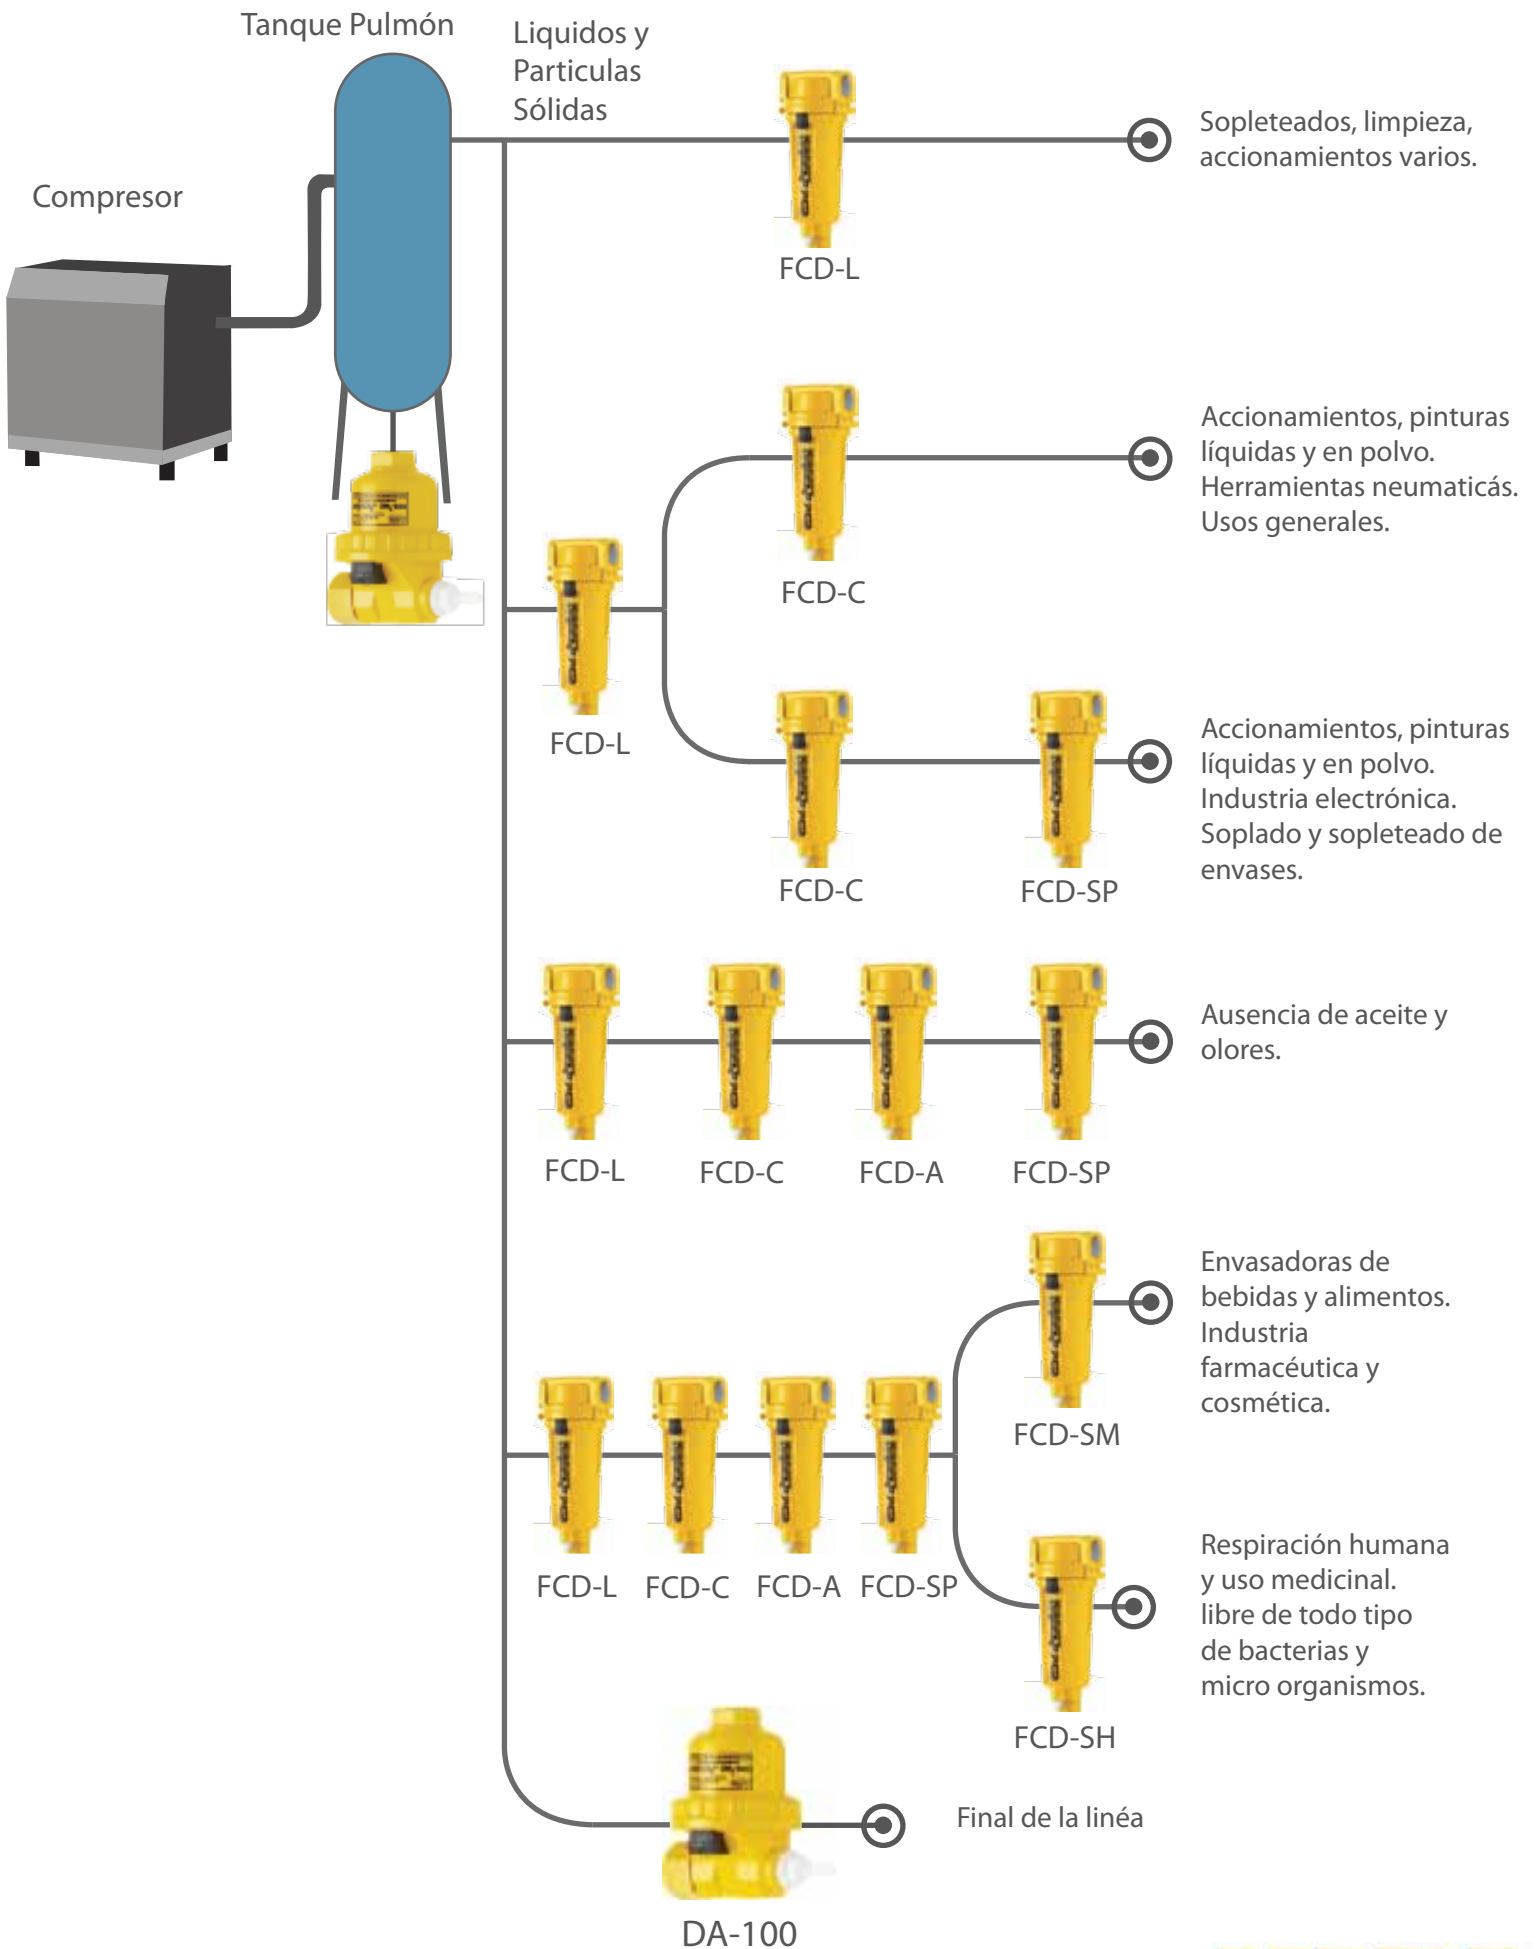 Tanque Pulmón
Liquidos y
Particulas
Sólidas
Compresor
Sopleteados, limpieza,
accionamientos varios.
FCD-L
Accionamientos, pinturas
líquidas y en polvo.
Herramientas neumaticás.
Usos generales.
FCD-C
FCD-L
Accionamientos, pinturas
líquidas y en polvo.
Industria electrónica.
Soplado y sopleteado de
envases.
FCD-C
FCD-SP
Ausencia de aceite y
olores.
FCD-L
FCD-C
FCD-A
FCD-SP
Envasadoras de
bebidas y alimentos.
Industria
farmacéutica y
cosmética.
FCD-SM
FCD-L
FCD-C
FCD-A
FCD-SP
Respiración humana
y uso medicinal.
libre de todo tipo
de bacterias y
micro organismos.
FCD-SH
Final de la linéa
DA-100